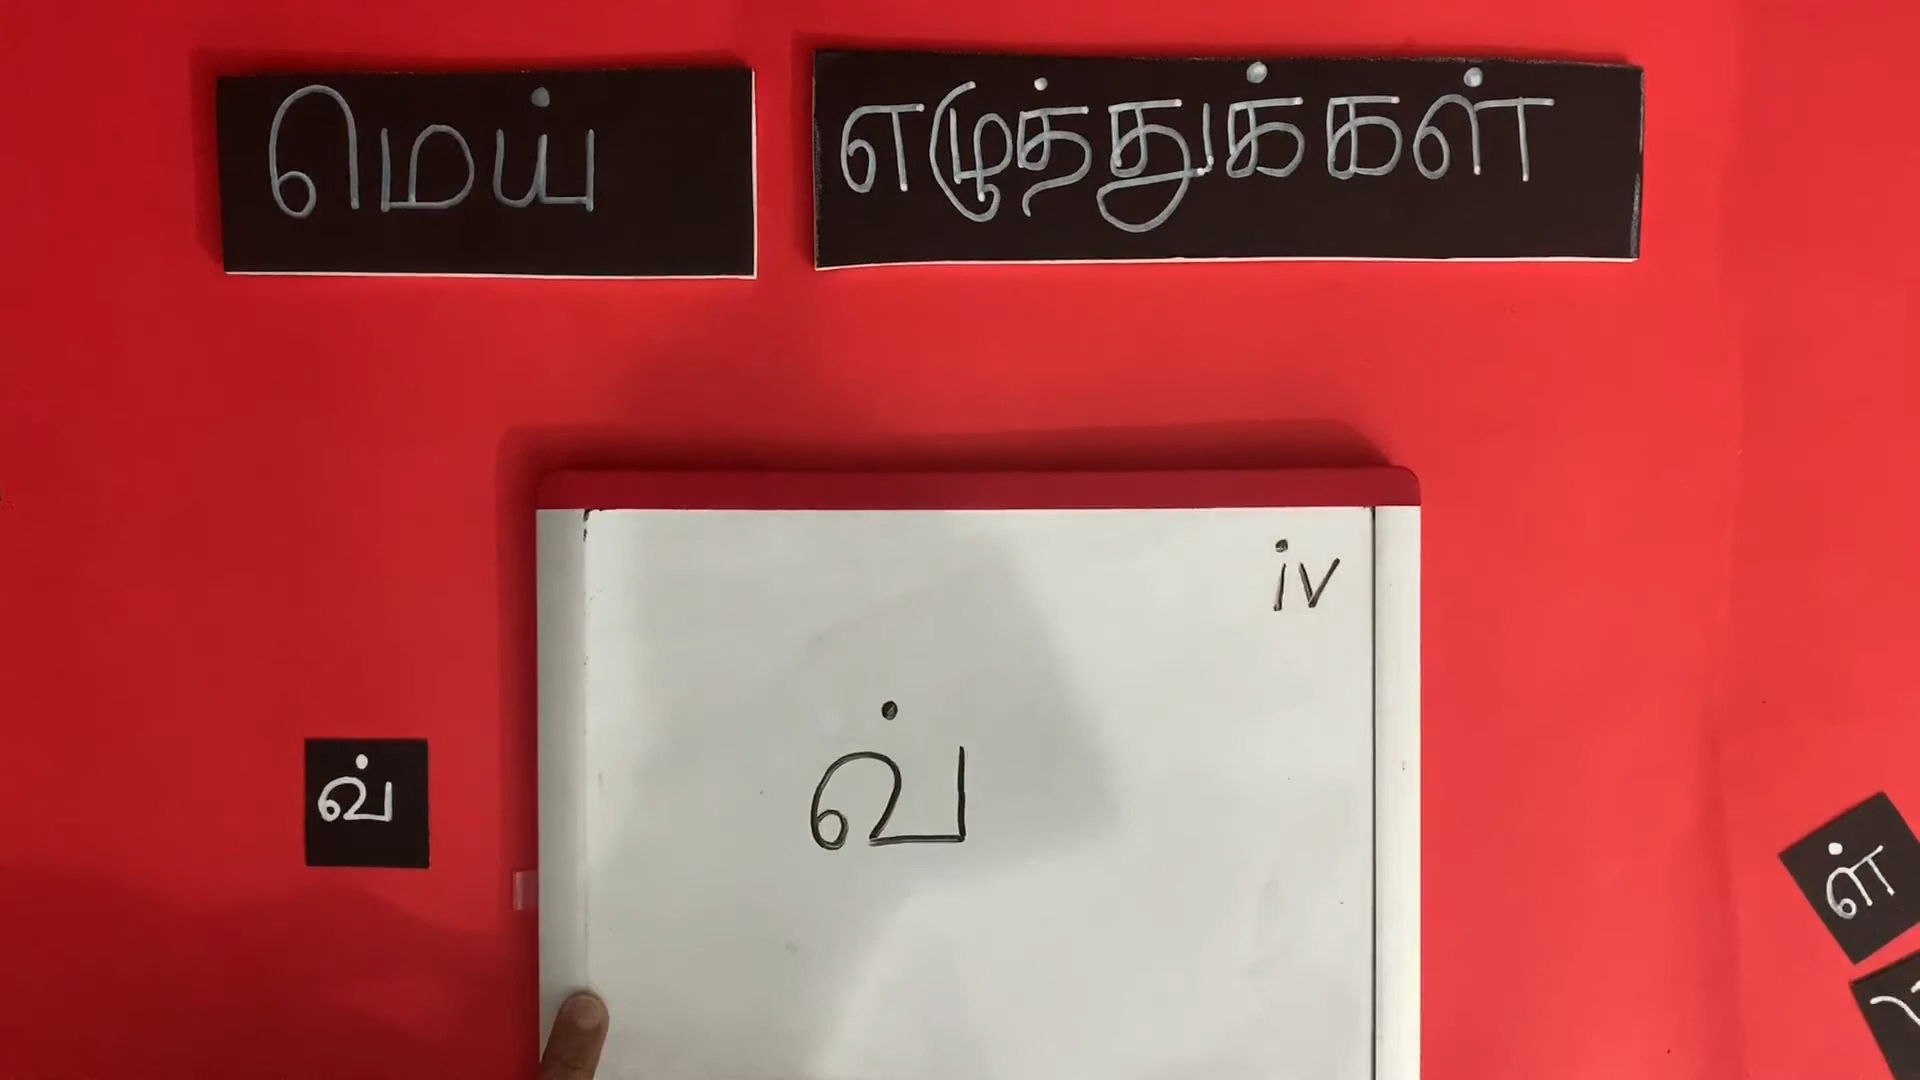 மெய் எழுத்துக்கள்
iv
வ்
வ்
ள்